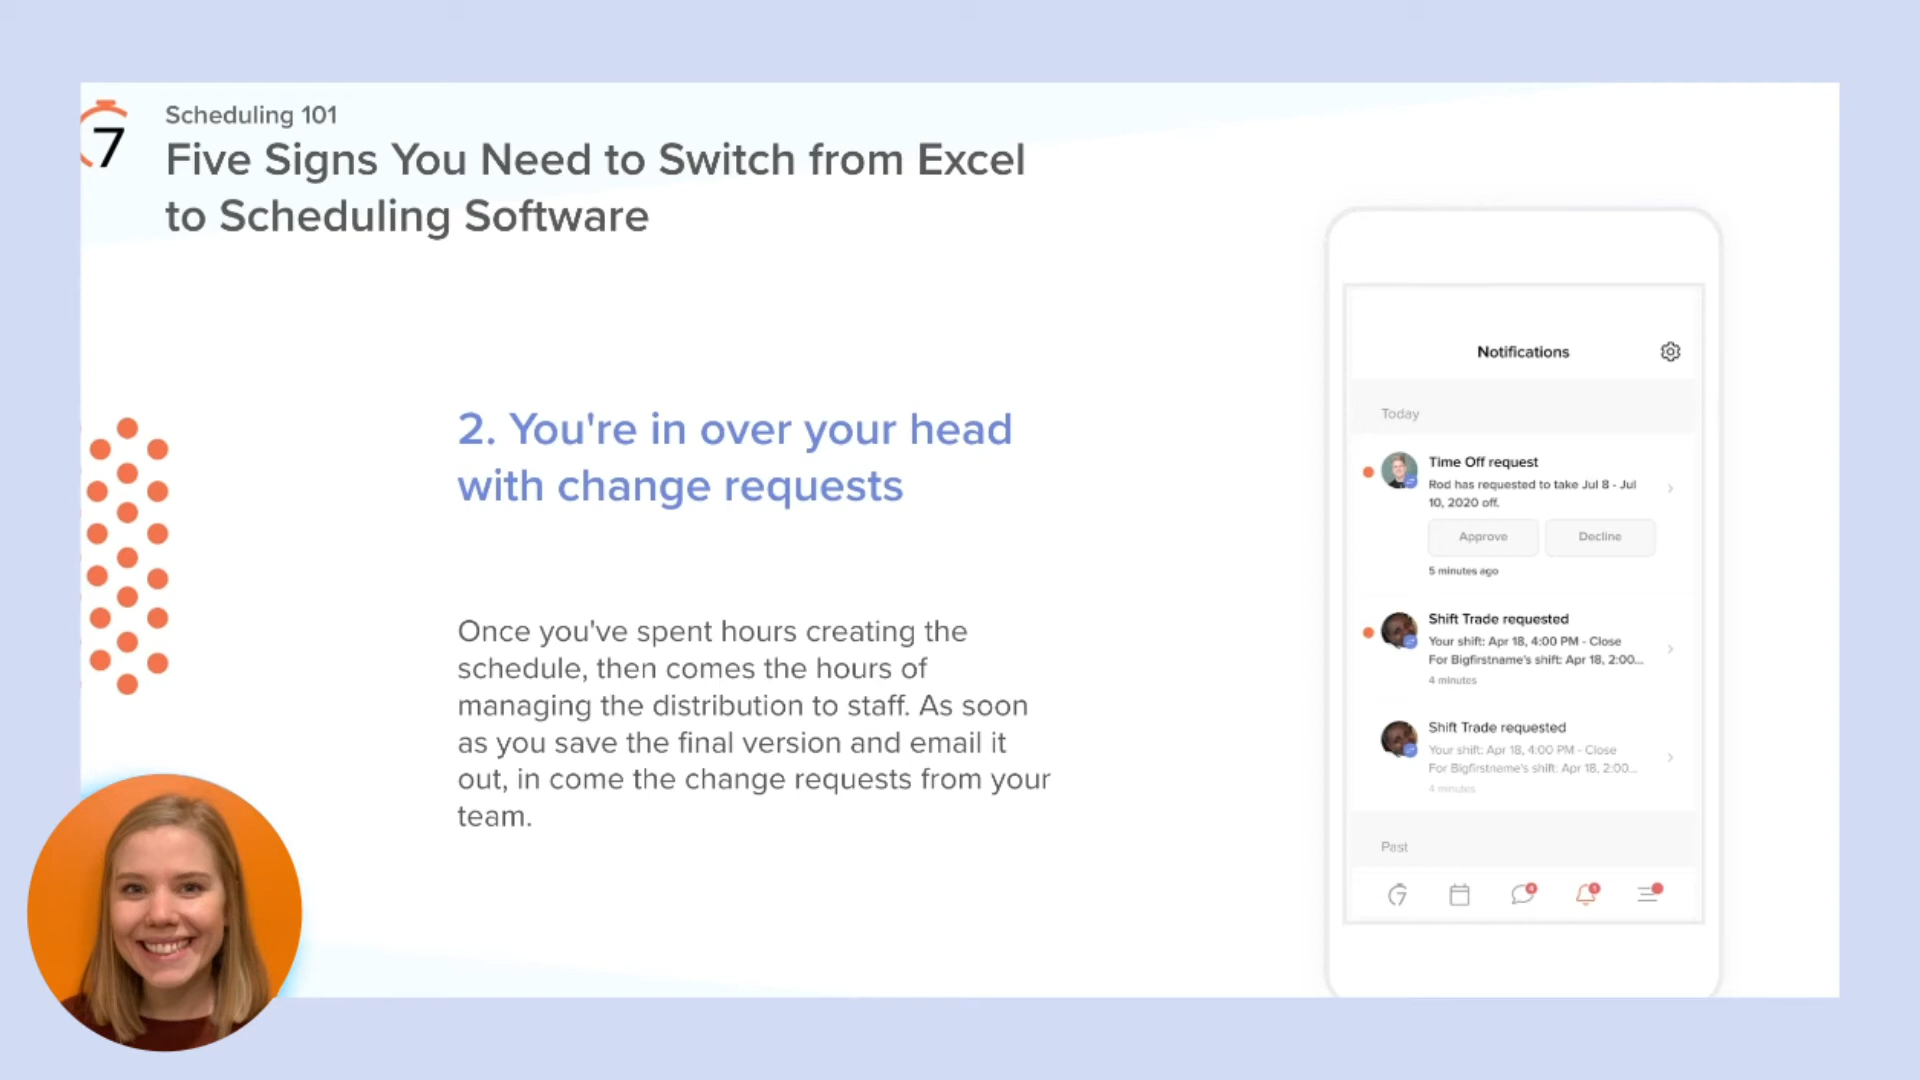 7
Scheduling 101
Five Signs You Need to Switch from Excel
to Scheduling Software
2. You're in over your head
with change requests
Once you've spent hours creating the
schedule, then comes the hours of
managing the distribution to staff. As soon
as you save the final version and email it
out, in come the change requests from your
team.
Notifications
Today
Time Off request
Rod has requested to take Jul 8 - Jul
10, 2020 off.
Approve Decline
5 minutes ago
Shift Trade requested
Your shift: Apr 18, 4:00 PM - Close
For Bigfirstname's shift: Apr 18, 2:00...
4 minutes
Shift Trade requested
Your shift: Apr 18, 4:00 PM - Close
For Bigfirstname's shift: Apr 18, 2:00...
4 minutes
Past
7 4 1